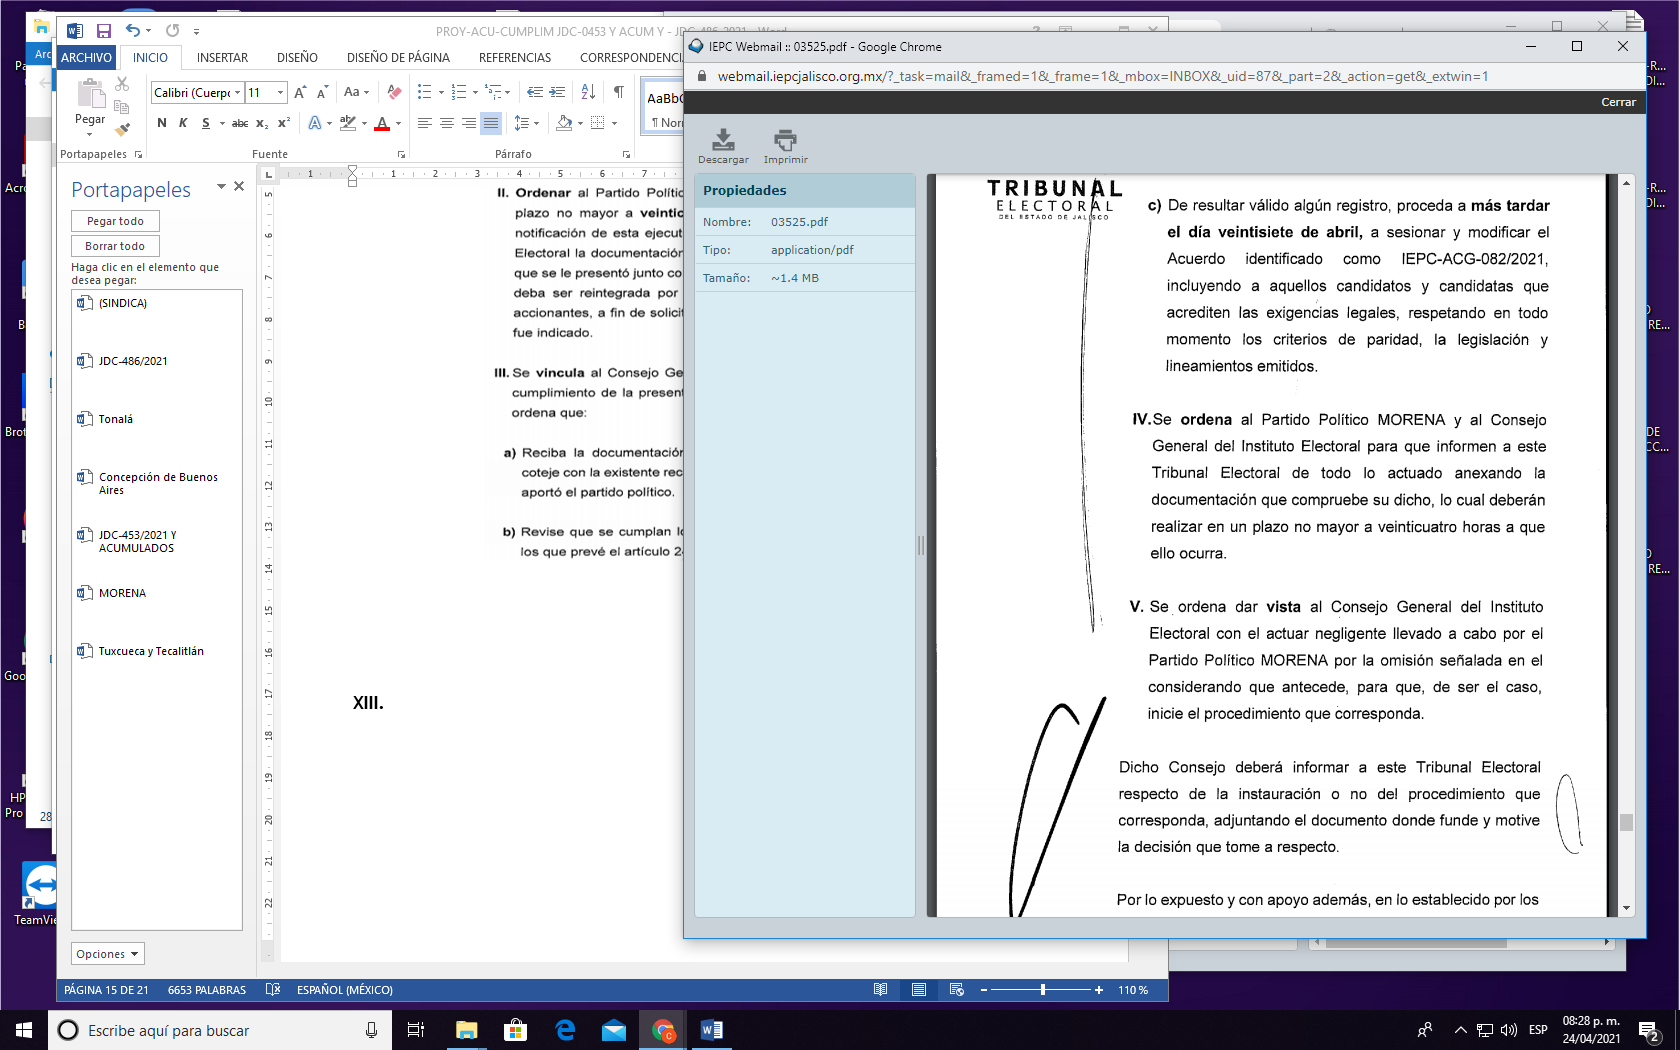 PROY-ACU-CUMPLIM JDC-0453 Y ACUM Y - JDC-486-2021 - Word
ARCHIVO
INICIO
INSERTAR
DISEÑO
DISEÑO DE PÁGINA
REFERENCIAS
CORRESPONDENCI
Pegar
Calibri (Cuerpo
11
Aa
N K S abc x₂ x²
AaBbC
¶ Norr
Portapapeles
Fuente
Párrafo
Portapapeles
Pegar todo
Borrar todo
Haga clic en el elemento que
desea pegar:
(SINDICA)
JDC-486/2021
Tonalá
Concepción de Buenos
Aires
JDC-453/2021 Y
ACUMULADOS
MORENA
Tuxcueca y Tecalitlán
Opciones
II. Ordenar al Partido Polític
plazo no mayor a veintic
notificación de esta ejecut
Electoral la documentación
que se le presentó junto co
deba ser reintegrada por
accionantes, a fin de solicit
fue indicado.
III. Se vincula al Consejo Ge
cumplimiento de la present
ordena que:
a) Reciba la documentación
coteje con la existente rec
aportó el partido político.
b) Revise que se cumplan lo
los que prevé el artículo 24
XIII.
PÁGINA 15 DE 21
6653 PALABRAS
ESPAÑOL (MÉXICO)
110 %
IEPC Webmail :: 03525.pdf - Google Chrome
webmail.iepcjalisco.org.mx/?_task=mail&_framed=1&_frame=1&_mbox=INBOX&_uid=87&_part=2&_action=get&_extwin=1
Cerrar
Descargar
Imprimir
Propiedades
Nombre: 03525.pdf
Tipo: application/pdf
Tamaño: ~1.4 MB
TRIBUNAL
ELECTORAL
DEL ESTADO DE JALISCO
c) De resultar válido algún registro, proceda a más tardar
el día veintisiete de abril, a sesionar y modificar el
Acuerdo identificado como IEPC-ACG-082/2021,
incluyendo a aquellos candidatos y candidatas que
acrediten las exigencias legales, respetando en todo
momento los criterios de paridad, la legislación y
lineamientos emitidos.
IV. Se ordena al Partido Político MORENA y al Consejo
General del Instituto Electoral para que informen a este
Tribunal Electoral de todo lo actuado anexando la
documentación que compruebe su dicho, lo cual deberán
realizar en un plazo no mayor a veinticuatro horas a que
ello ocurra.
V. Se ordena dar vista al Consejo General del Instituto
Electoral con el actuar negligente llevado a cabo por el
Partido Político MORENA por la omisión señalada en el
considerando que antecede, para que, de ser el caso,
inicie el procedimiento que corresponda.
Dicho Consejo deberá informar a este Tribunal Electoral
respecto de la instauración o no del procedimiento que
corresponda, adjuntando el documento donde funde y motive
la decisión que tome a respecto.
Por lo expuesto y con apoyo además, en lo establecido por los
TeamVie
Escribe aquí para buscar
ESP
08:28 p. m.
24/04/2021
2